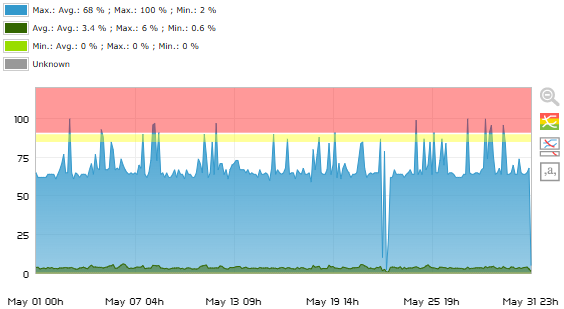 Max.: Avg.: 68 % ; Max.: 100 % ; Min.: 2 %
Avg.: Avg.: 3.4 % ; Max.: 6 % ; Min.: 0.6 %
Min.: Avg.: 0 % ; Max.: 0 % ; Min.: 0 %
Unknown
100
75
50
25
0
,a,
May 01 00h May 07 04h May 13 09h May 19 14h May 25 19h May 31 23h